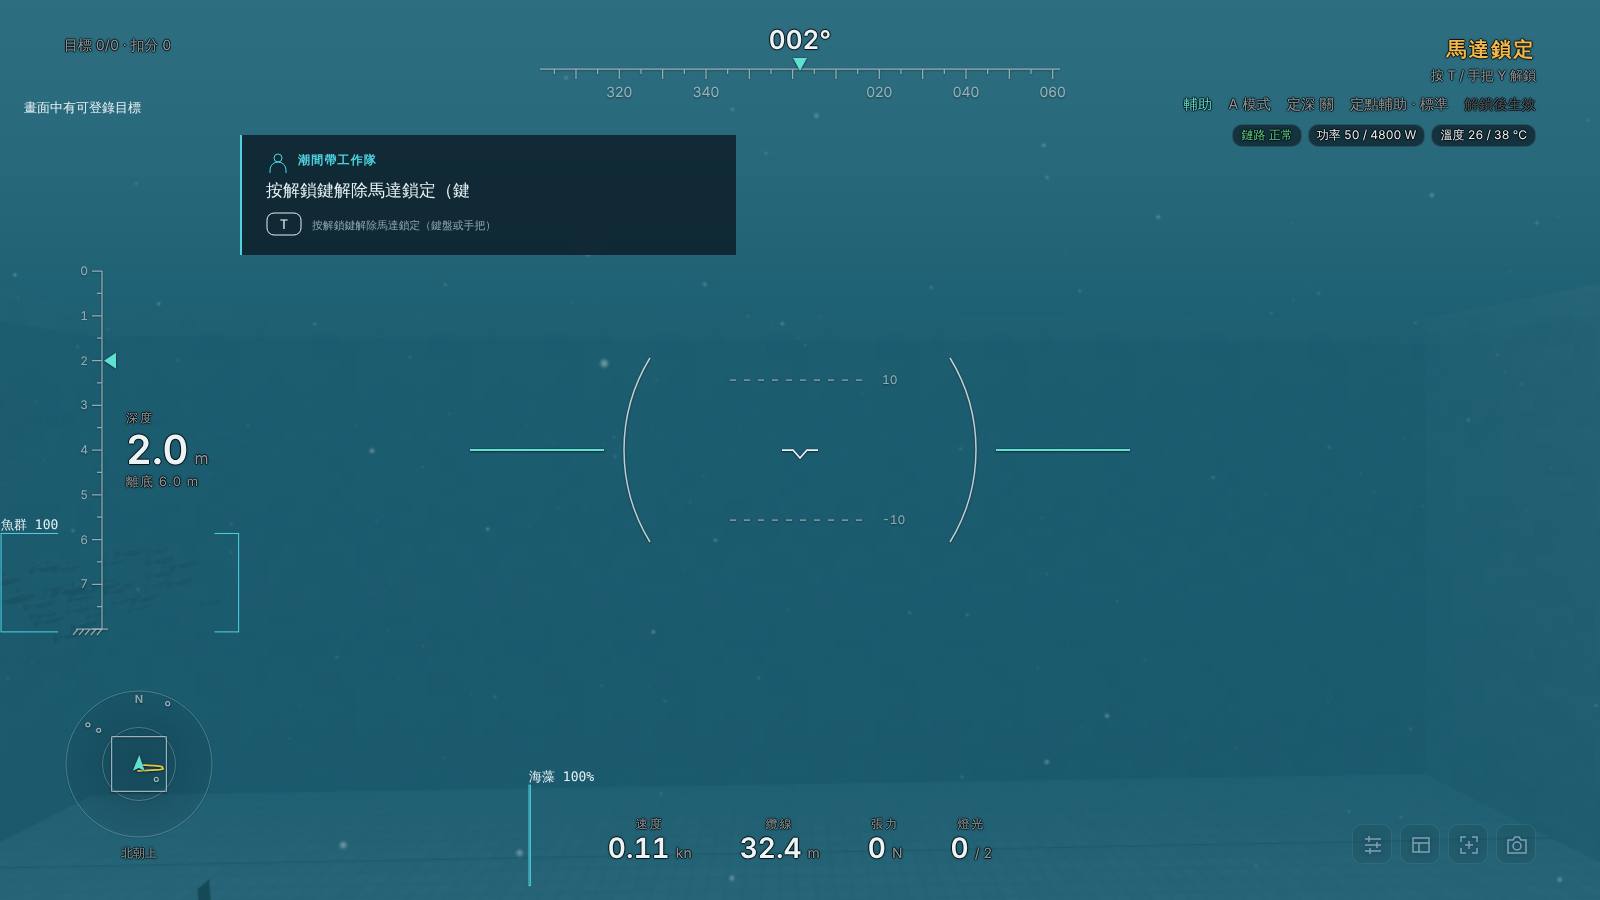 002°
目標 0/0 · 扣分 0
馬達鎖定
按 T / 手把 Y 解鎖
320 340 020 040 060
畫面中有可登錄目標
輔助 A 模式 定深 關 定點輔助 · 標準 解鎖後生效
鏈路 正常 功率 50 / 4800 W 溫度 26 / 38 °C
潮間帶工作隊
按解鎖鍵解除馬達鎖定（鍵
T 按解鎖鍵解除馬達鎖定（鍵盤或手把）
0
1
2
3
4
5
6
7
深度
2.0 m
離底 6.0 m
10
-10
魚群 100
N
北朝上
海藻 100%
速度 纜線 張力 燈光
0.11 kn 32.4 m 0 N 0 / 2